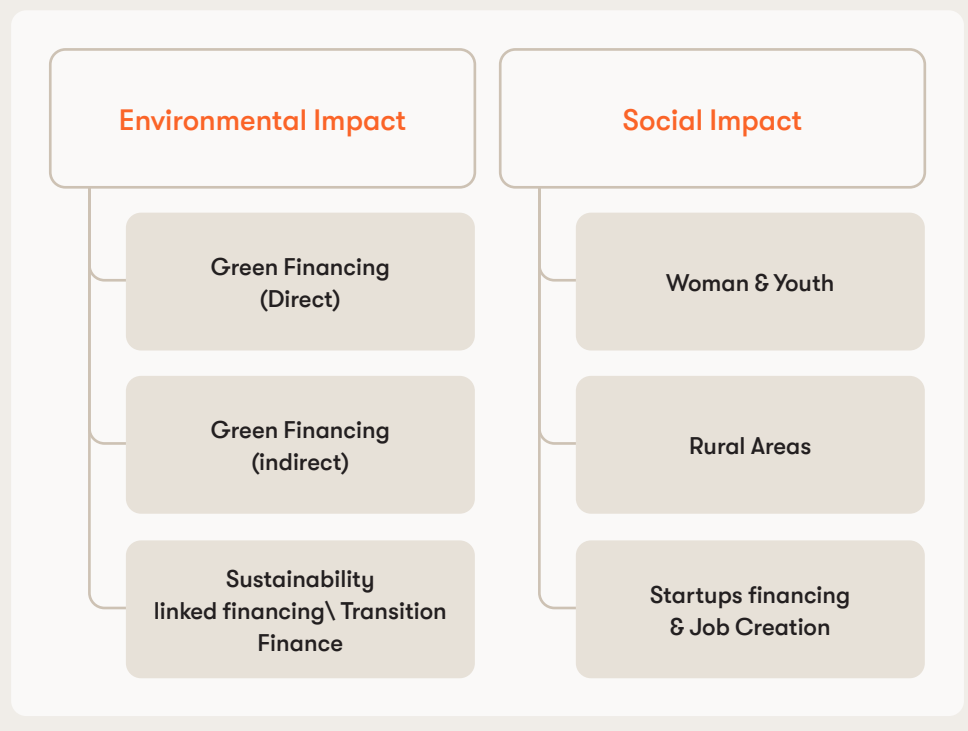 Environmental Impact
Green Financing
(Direct)
Green Financing
(indirect)
Sustainability
linked financing\ Transition
Finance
Social Impact
Woman & Youth
Rural Areas
Startups financing
& Job Creation